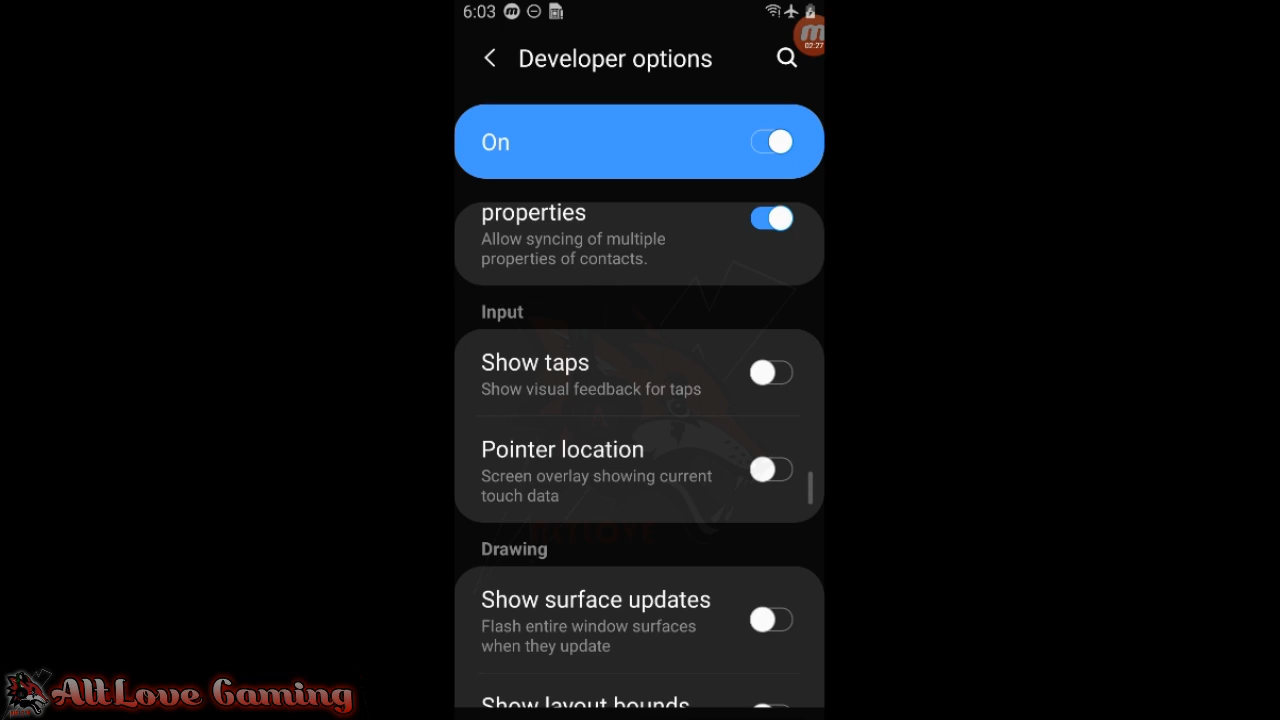 6:03
02:27
Developer options
On
properties
Allow syncing of multiple
properties of contacts.
Input
Show taps
Show visual feedback for taps
Pointer location
Screen overlay showing current
touch data
Drawing
Show surface updates
Flash entire window surfaces
when they update
Show layout bounds
AltLove Gaming